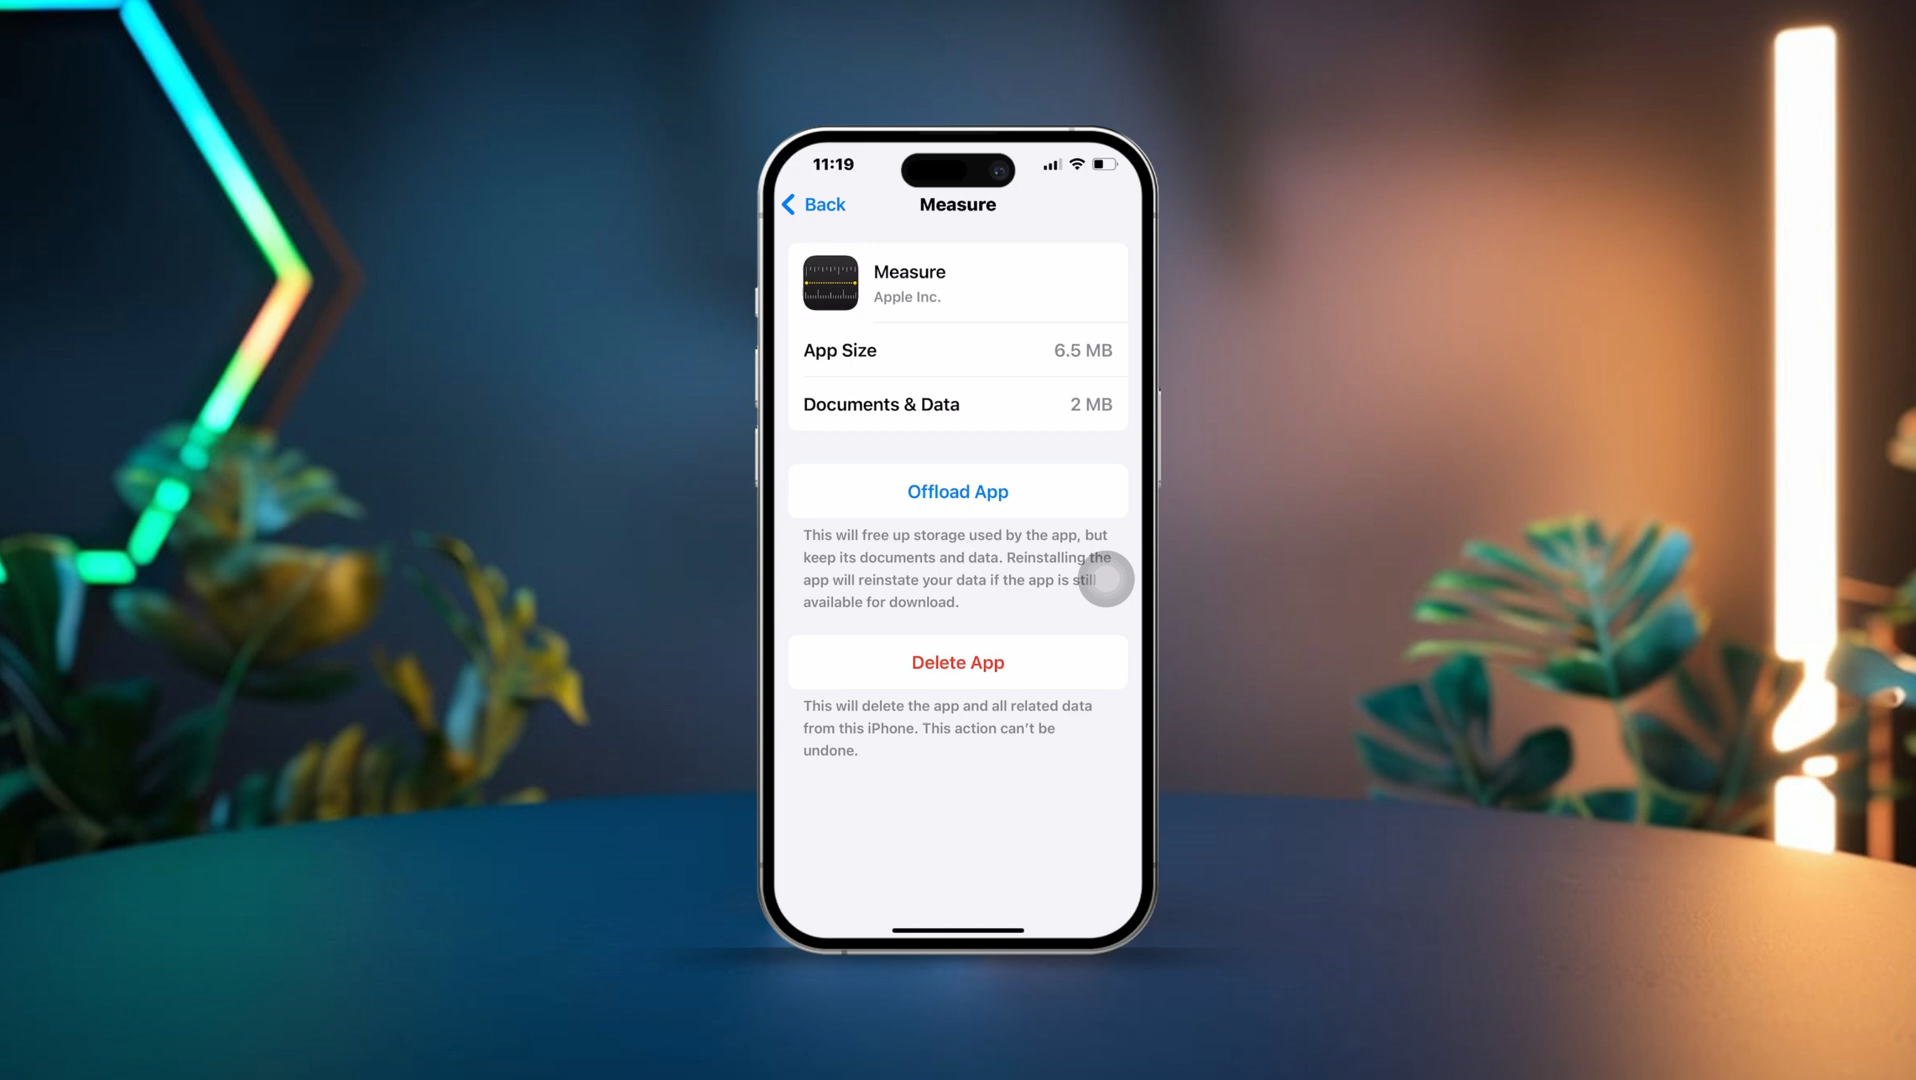 11:19
Back
Measure
Measure
Apple Inc.
App Size
6.5 MB
Documents & Data
2 MB
Offload App
This will free up storage used by the app, but
keep its documents and data. Reinstalling the
app will reinstate your data if the app is still
available for download.
Delete App
This will delete the app and all related data
from this iPhone. This action can’t be
undone.